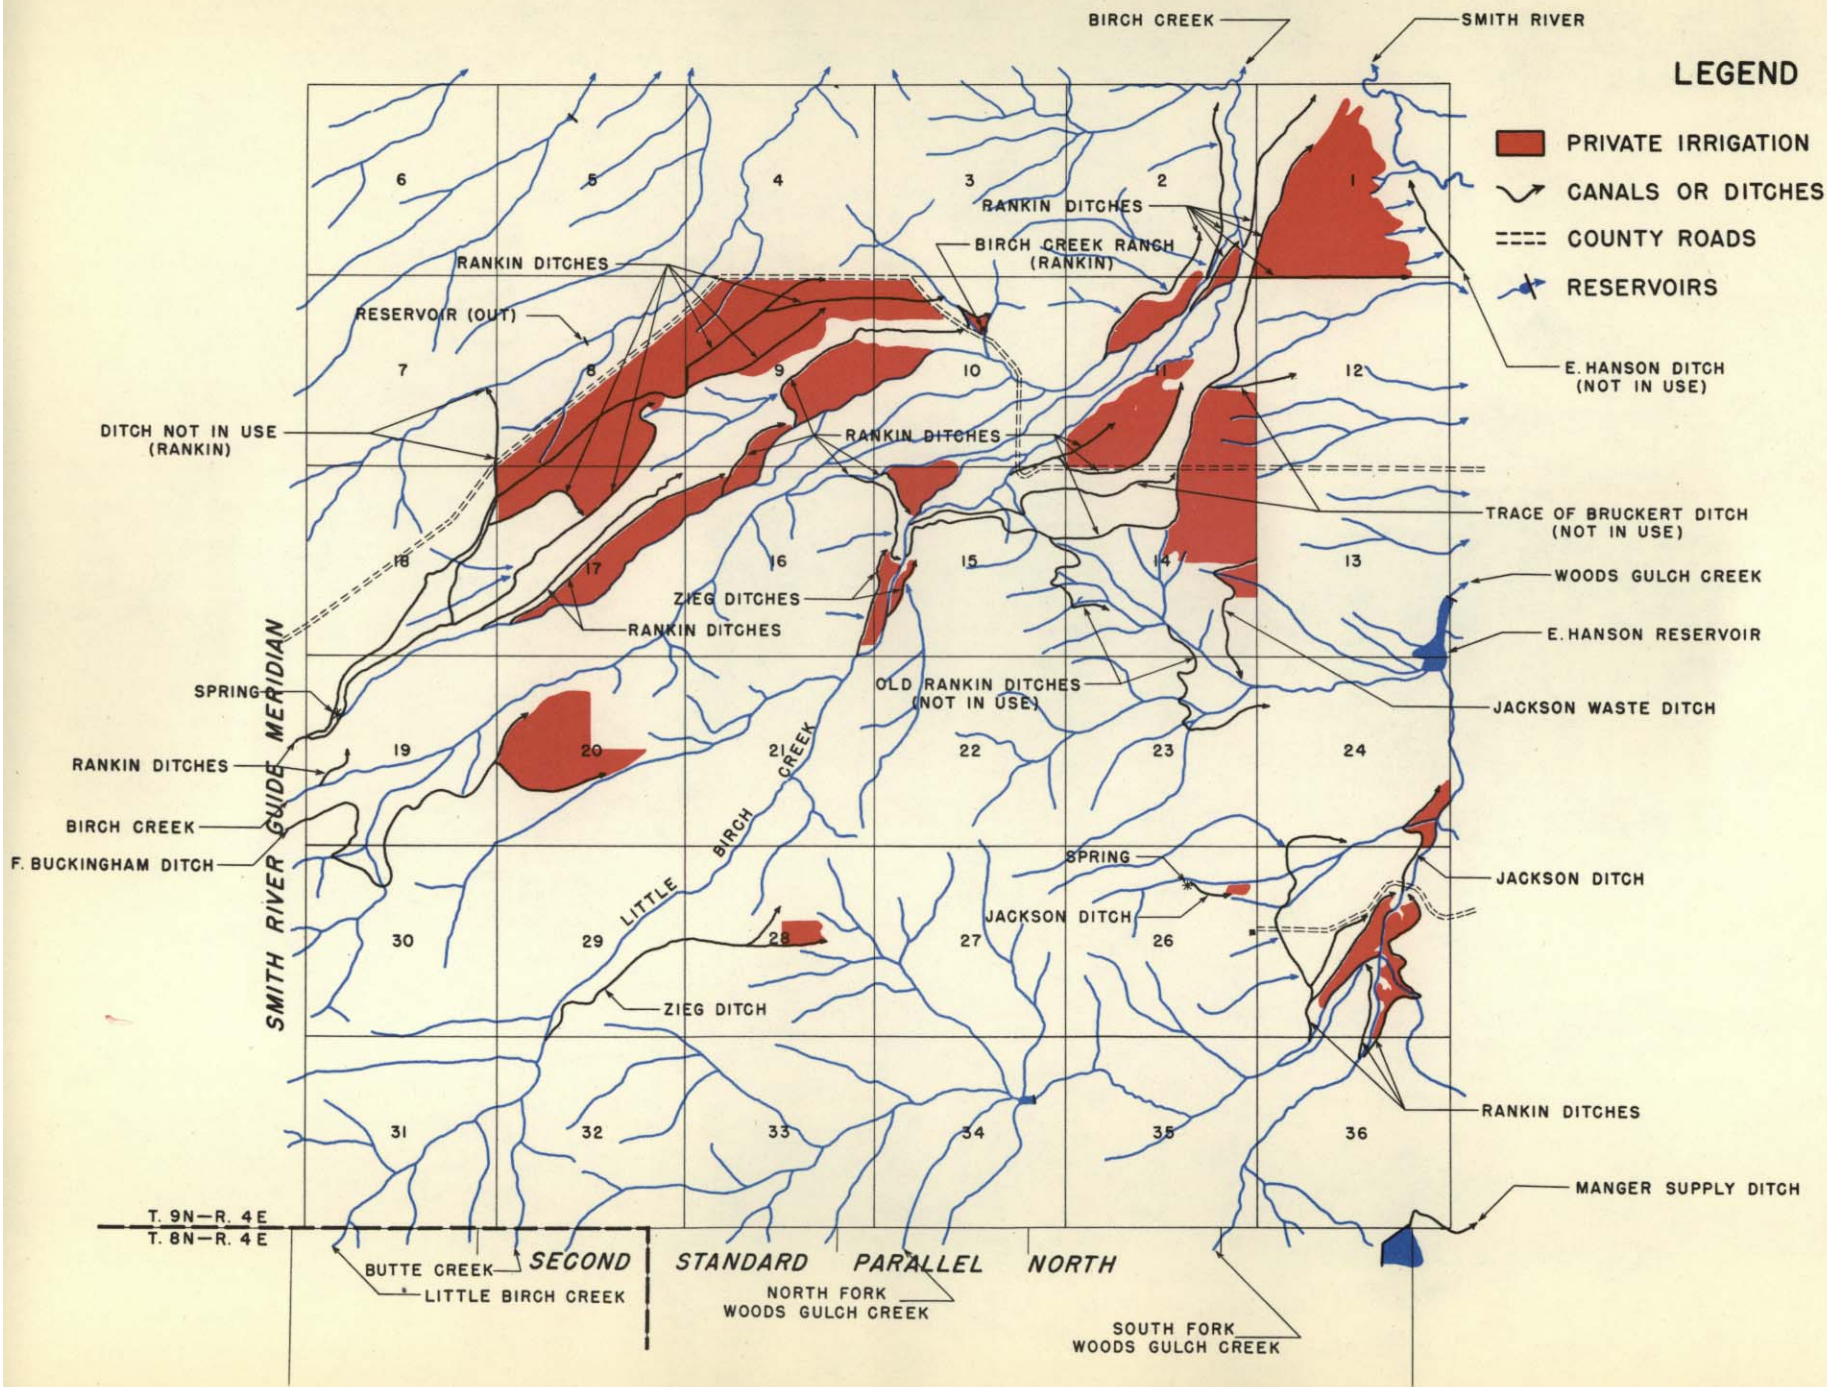 BIRCH CREEK
SMITH RIVER
LEGEND
PRIVATE IRRIGATION
CANALS OR DITCHES
COUNTY ROADS
RESERVOIRS
6
5
4
3
2
1
RANKIN DITCHES
BIRCH CREEK RANCH
(RANKIN)
RANKIN DITCHES
RESERVOIR (OUT)
7
8
9
10
11
12
E. HANSON DITCH
(NOT IN USE)
DITCH NOT IN USE
(RANKIN)
RANKIN DITCHES
TRACE OF BRUCKERT DITCH
(NOT IN USE)
18
17
16
15
14
13
WOODS GULCH CREEK
ZIEG DITCHES
RANKIN DITCHES
E. HANSON RESERVOIR
SPRING
OLD RANKIN DITCHES
(NOT IN USE)
JACKSON WASTE DITCH
19
20
21
22
23
24
RANKIN DITCHES
BIRCH CREEK
F. BUCKINGHAM DITCH
SMITH RIVER GUIDE MERIDIAN
LITTLE BIRCH CREEK
SPRING
JACKSON DITCH
JACKSON DITCH
30
29
28
27
26
ZIEG DITCH
RANKIN DITCHES
31
32
33
34
35
36
MANGER SUPPLY DITCH
T. 9N-R. 4E
T. 8N-R. 4E
SECOND STANDARD PARALLEL NORTH
BUTTE CREEK
LITTLE BIRCH CREEK
NORTH FORK
WOODS GULCH CREEK
SOUTH FORK
WOODS GULCH CREEK